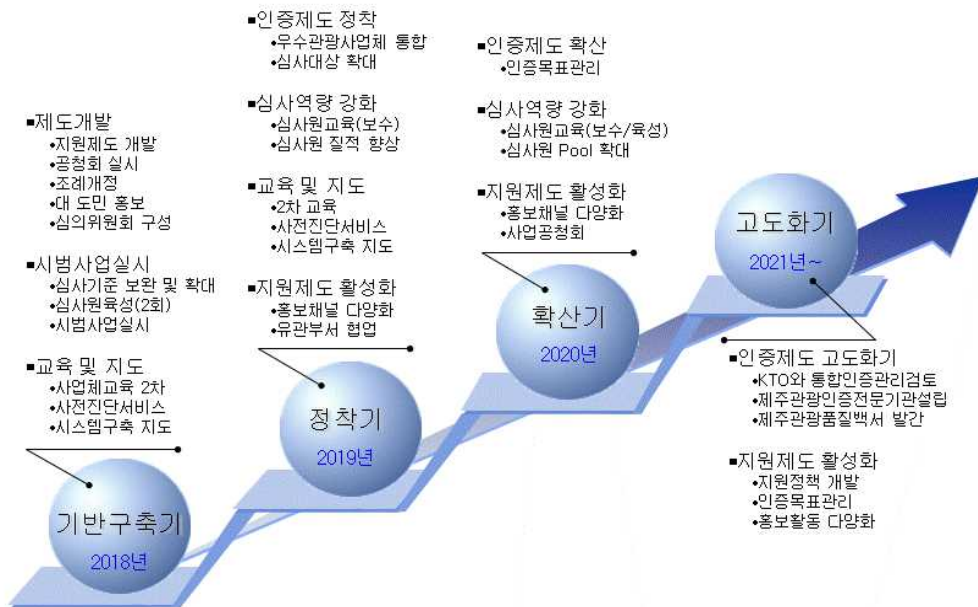 ■제도개발
•지원제도 개발
•공청회 실시
•조례개정
•대 도민 홍보
•심의위원회 구성
■시범사업실시
•심사기준 보완 및 확대
•심사원육성(2회)
•시범사업실시
■교육 및 지도
•사업체교육 2차
•사전진단서비스
•시스템구축 지도
기반구축기
2018년
■인증제도 정착
•우수관광사업체 통합
•심사대상 확대
■심사역량 강화
•심사원교육(보수)
•심사원 질적 향상
■교육 및 지도
•2차 교육
•사전진단서비스
•시스템구축 지도
■지원제도 활성화
•홍보채널 다양화
•유관부서 협업
정착기
2019년
■인증제도 확산
•인증목표관리
■심사역량 강화
•심사원교육(보수/육성)
•심사원 Pool 확대
■지원제도 활성화
•홍보채널 다양화
•사업공청회
확산기
2020년
고도화기
2021년~
■인증제도 고도화기
•KTO와 통합인증관리검토
•제주관광인증전문기관설립
•제주관광품질백서 발간
■지원제도 활성화
•지원정책 개발
•인증목표관리
•홍보활동 다양화